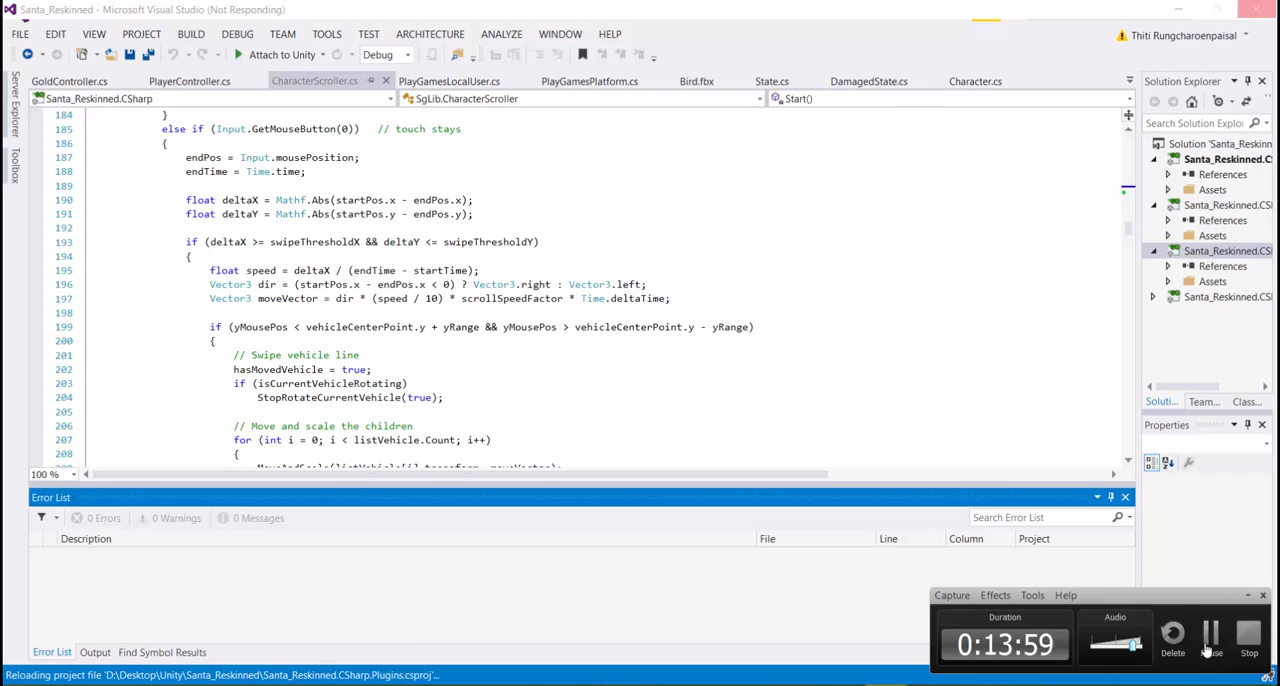 Santa_Reskinned - Microsoft Visual Studio (Not Responding)
FILE EDIT VIEW PROJECT BUILD DEBUG TEAM TOOLS TEST ARCHITECTURE ANALYZE WINDOW HELP
Thiti Rungcharoenpaisal
Attach to Unity Debug
Server Explorer
Toolbox
GoldController.cs PlayerController.cs CharacterScroller.cs PlayGamesLocalUser.cs PlayGamesPlatform.cs Bird.fbx State.cs DamagedState.cs Character.cs
Santa_Reskinned.CSharp SgLib.CharacterScroller Start()
184 }
185 else if (Input.GetMouseButton(0)) // touch stays
186 {
187 endPos = Input.mousePosition;
188 endTime = Time.time;
189
190 float deltaX = Mathf.Abs(startPos.x - endPos.x);
191 float deltaY = Mathf.Abs(startPos.y - endPos.y);
192
193 if (deltaX >= swipeThresholdX && deltaY <= swipeThresholdY)
194 {
195 float speed = deltaX / (endTime - startTime);
196 Vector3 dir = (startPos.x - endPos.x < 0) ? Vector3.right : Vector3.left;
197 Vector3 moveVector = dir * (speed / 10) * scrollSpeedFactor * Time.deltaTime;
198
199 if (yMousePos < vehicleCenterPoint.y + yRange && yMousePos > vehicleCenterPoint.y - yRange)
200 {
201 // Swipe vehicle line
202 hasMovedVehicle = true;
203 if (isCurrentVehicleRotating)
204 StopRotateCurrentVehicle(true);
205
206 // Move and scale the children
207 for (int i = 0; i < listVehicle.Count; i++)
208 {
MoveAndScale(listVehicle[i].transform, moveVector);
100 %
Solution Explorer
Search Solution Explo
Solution 'Santa_Reskinn
Santa_Reskinned.C
References
Assets
Santa_Reskinned.CSl
References
Assets
Santa_Reskinned.CSl
References
Assets
Santa_Reskinned.CSl
Soluti... Team... Class...
Properties
Error List
0 Errors 0 Warnings 0 Messages
Search Error List
Description File Line Column Project
Error List Output Find Symbol Results
Capture Effects Tools Help
Duration
0:13:59
Audio
Delete Pause Stop
Reloading project file 'D:\Desktop\Unity\Santa_Reskinned\Santa_Reskinned.CSharp.Plugins.csproj'...